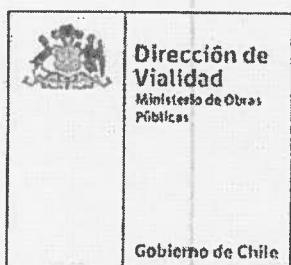 Dirección de
Vialidad
Ministerio de Obras
Públicas
Gobierno de Chile